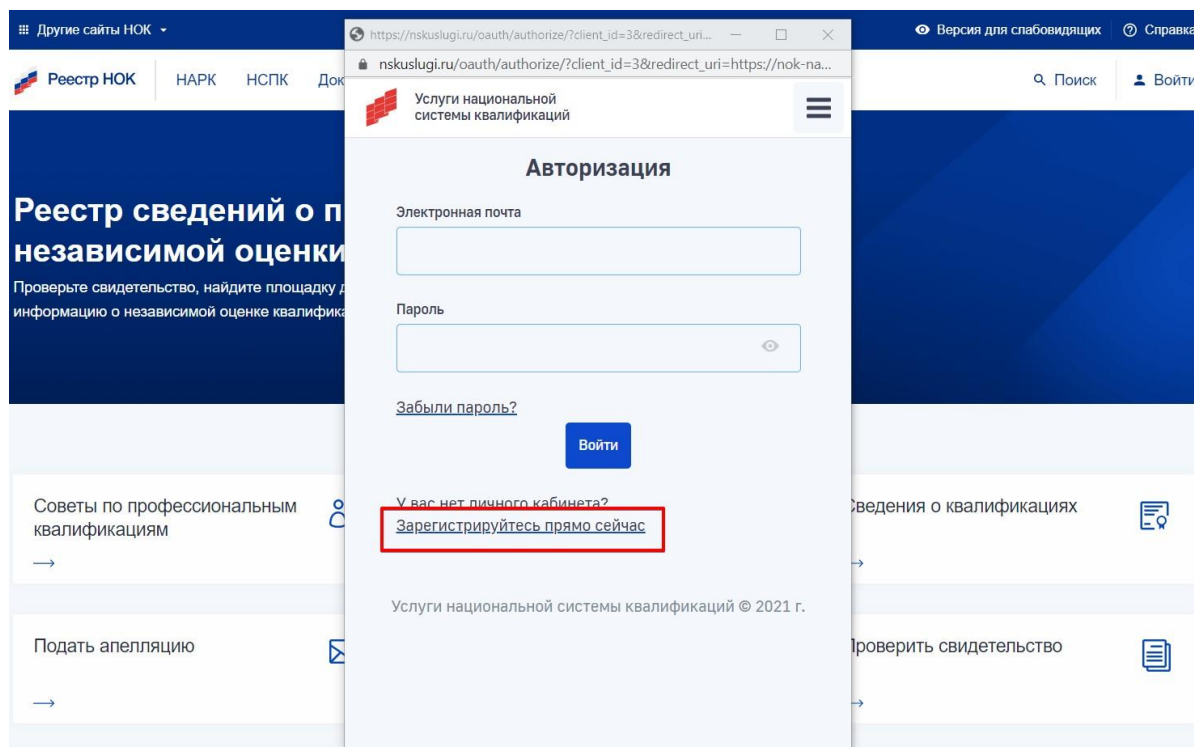 Другие сайты НОК
Версия для слабовидящих
Справка
Реестр НОК
НАРК
НСПК
Док
Поиск
Войти
https://nskuslugi.ru/oauth/authorize/?client_id=3&redirect_uri...
nskuslugi.ru/oauth/authorize/?client_id=3&redirect_uri=https://nok-na...
Услуги национальной
системы квалификаций
Авторизация
Электронная почта
Пароль
Забыли пароль?
Войти
У вас нет личного кабинета?
Зарегистрируйтесь прямо сейчас
Услуги национальной системы квалификаций © 2021 г.
Реестр сведений о п
независимой оценки
Проверьте свидетельство, найдите площадку д
информацию о независимой оценке квалифика
Советы по профессиональным
квалификациям
Сведения о квалификациях
Подать апелляцию
Проверить свидетельство